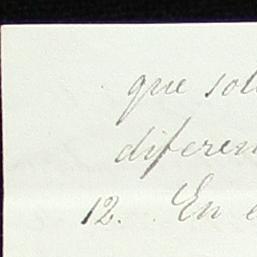 que sol
diferen
12. En e